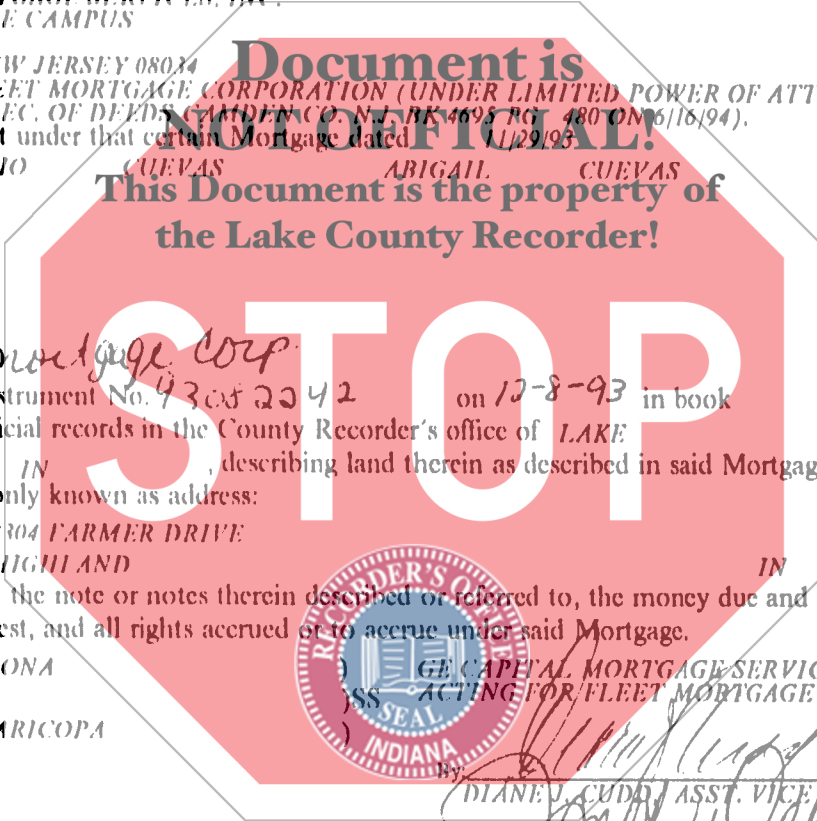 E CAMPUS
W JERSEY 08034
Document is
EET MORTGAGE CORPORATION (UNDER LIMITED POWER OF ATT
EC. OF DEEDS CAMDEN CO. NJ BK 4695 PG 480 ON 6/16/94).
NOT OFFICIAL!
t under that certain Mortgage dated 11/29/93
IO CUEVAS ABIGAIL CUEVAS
This Document is the property of
the Lake County Recorder!
STOP
mortgage Corp
strument No. 93082242 on 12-8-93 in book
cial records in the County Recorder's office of LAKE
IN , describing land therein as described in said Mortgag
nly known as address:
304 FARMER DRIVE
HIGHLAND IN
the note or notes therein described or referred to, the money due and
est, and all rights accrued or to accrue under said Mortgage.
ONA ) GE CAPITAL MORTGAGE SERVIC
)SS ACTING FOR FLEET MORTGAGE
ARICOPA )
RECORDER'S OFFICE
SEAL
INDIANA
By:
DIANE J. CUDD, ASST. VICE